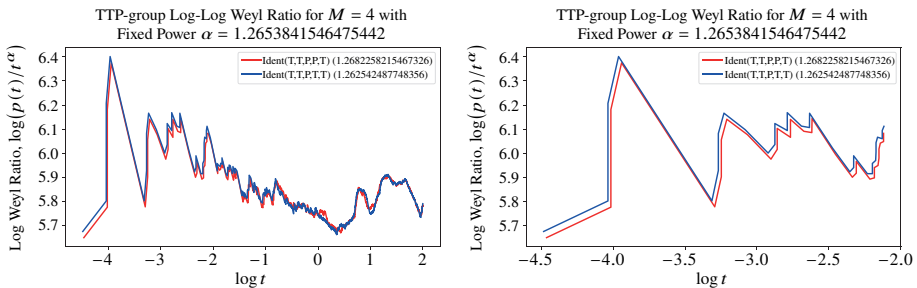 TTP-group Log-Log Weyl Ratio for M = 4 with
Fixed Power α = 1.2653841546475442
Log Weyl Ratio, log(p(t)/t^α)
6.4
6.3
6.2
6.1
6.0
5.9
5.8
5.7
Ident(T,T,P,P,T) (1.2682258215467326)
Ident(T,T,P,T,T) (1.262542487748356)
−4
−3
−2
−1
0
1
2
log t
TTP-group Log-Log Weyl Ratio for M = 4 with
Fixed Power α = 1.2653841546475442
Log Weyl Ratio, log(p(t)/t^α)
6.4
6.3
6.2
6.1
6.0
5.9
5.8
5.7
Ident(T,T,P,P,T) (1.2682258215467326)
Ident(T,T,P,T,T) (1.262542487748356)
−4.5
−4.0
−3.5
−3.0
−2.5
−2.0
log t